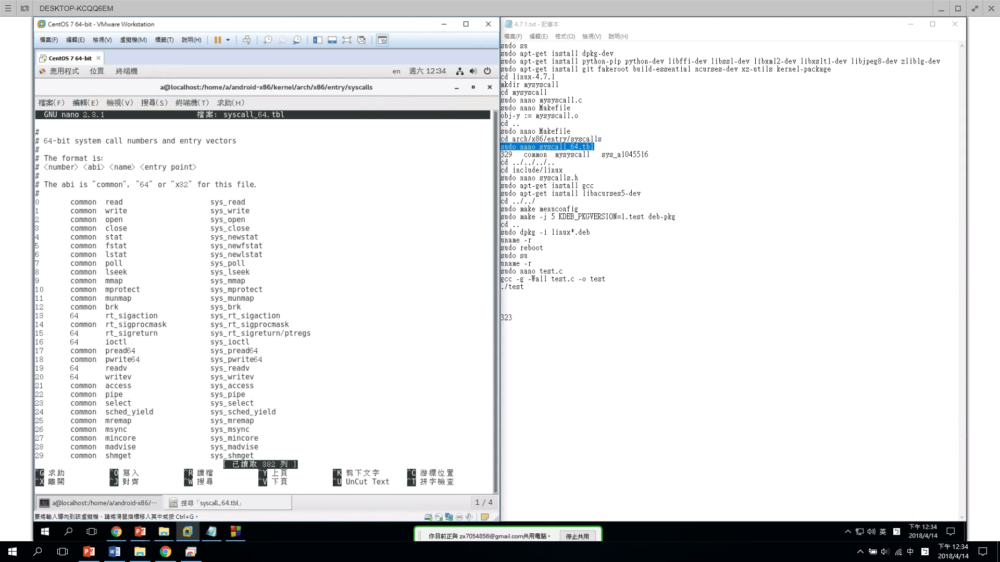 DESKTOP-KCQQ6EM
CentOS 7 64-bit - VMware Workstation
檔案(F) 編輯(E) 檢視(V) 虛擬機(M) 標籤(T) 說明(H)
CentOS 7 64-bit
應用程式 位置 終端機 en 週六 12:34
a@localhost:/home/a/android-x86/kernel/arch/x86/entry/syscalls
檔案(F) 編輯(E) 檢視(V) 搜尋(S) 終端機(T) 求助(H)
GNU nano 2.3.1 檔案: syscall_64.tbl
#
# 64-bit system call numbers and entry vectors
#
# The format is:
# <number> <abi> <name> <entry point>
#
# The abi is "common", "64" or "x32" for this file.
#
0 common read sys_read
1 common write sys_write
2 common open sys_open
3 common close sys_close
4 common stat sys_newstat
5 common fstat sys_newfstat
6 common lstat sys_newlstat
7 common poll sys_poll
8 common lseek sys_lseek
9 common mmap sys_mmap
10 common mprotect sys_mprotect
11 common munmap sys_munmap
12 common brk sys_brk
13 64 rt_sigaction sys_rt_sigaction
14 common rt_sigprocmask sys_rt_sigprocmask
15 64 rt_sigreturn sys_rt_sigreturn/ptregs
16 64 ioctl sys_ioctl
17 common pread64 sys_pread64
18 common pwrite64 sys_pwrite64
19 64 readv sys_readv
20 64 writev sys_writev
21 common access sys_access
22 common pipe sys_pipe
23 common select sys_select
24 common sched_yield sys_sched_yield
25 common mremap sys_mremap
26 common msync sys_msync
27 common mincore sys_mincore
28 common madvise sys_madvise
29 common shmget sys_shmget
[ 已讀取 382 列 ]
^G 求助 ^O 寫入 ^R 讀檔 ^Y 上頁 ^K 剪下文字 ^C 游標位置
^X 離開 ^J 對齊 ^W 搜尋 ^V 下頁 ^U UnCut Text ^T 拼字檢查
a@localhost:/home/a/android-x86/··· 搜尋「syscall_64.tbl」 1 / 4
要將輸入導向到該虛擬機，請將滑鼠指標移入其中或按 Ctrl+G。
4.7.1.txt - 記事本
檔案(F) 編輯(E) 格式(O) 檢視(V) 說明(H)
sudo su
sudo apt-get install dpkg-dev
sudo apt-get install python-pip python-dev libffi-dev libssl-dev libxml2-dev libxslt1-dev libjpeg8-dev zlib1g-dev
sudo apt-get install git fakeroot build-essential ncurses-dev xz-utils kernel-package
cd linux-4.7.1
mkdir mysyscall
cd mysyscall
sudo nano mysyscall.c
sudo nano Makefile
obj-y := mysyscall.o
cd ..
sudo nano Makefile
cd arch/x86/entry/syscalls
sudo nano syscall_64.tbl
329 common mysyscall sys_a1045516
cd ../../../..
cd include/linux
sudo nano syscalls.h
sudo apt-get install gcc
sudo apt-get install libncurses5-dev
cd ../../
sudo make menuconfig
sudo make -j 5 KDEB_PKGVERSION=1.test deb-pkg
cd ..
sudo dpkg -i linux*.deb
uname -r
sudo reboot
sudo su
uname -r
sudo nano test.c
gcc -g -Wall test.c -o test
./test
323
你目前正與 zx7054856@gmail.com共用電腦。 停止共用
英 下午 12:34
2018/4/14
中 下午 12:34
2018/4/14